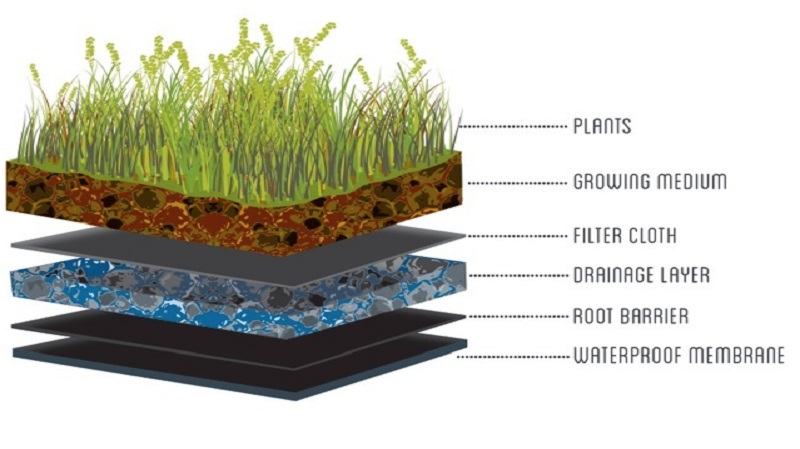 PLANTS
GROWING MEDIUM
FILTER CLOTH
DRAINAGE LAYER
ROOT BARRIER
WATERPROOF MEMBRANE